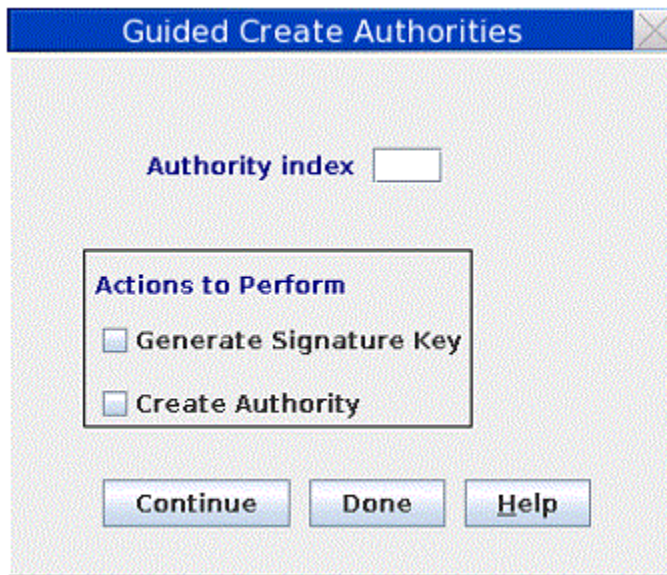 Guided Create Authorities
Authority index
Actions to Perform
Generate Signature Key
Create Authority
Continue Done Help